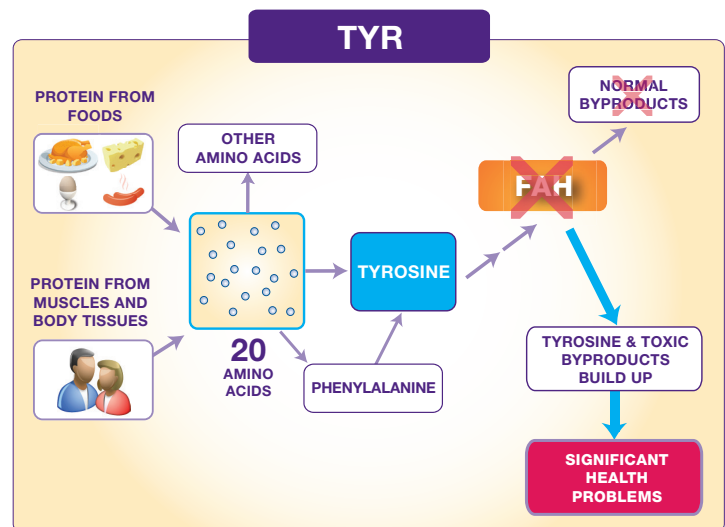 TYR
PROTEIN FROM
FOODS
OTHER
AMINO ACIDS
NORMAL
BYPRODUCTS
FAH
TYROSINE
PROTEIN FROM
MUSCLES AND
BODY TISSUES
20
AMINO
ACIDS
PHENYLALANINE
TYROSINE & TOXIC
BYPRODUCTS
BUILD UP
SIGNIFICANT
HEALTH
PROBLEMS